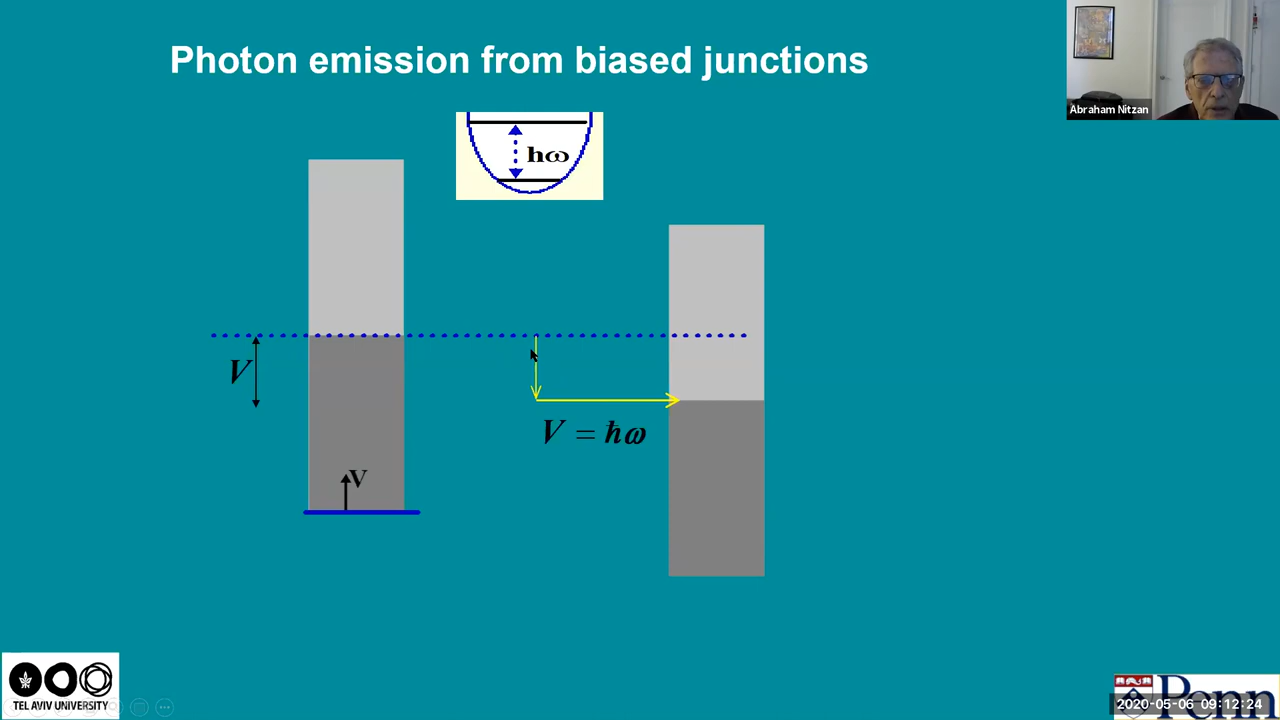 Photon emission from biased junctions
Abraham Nitzan
ħω
V
V = ħω
V
TEL AVIV UNIVERSITY
Penn
2020-05-06 09:12:24